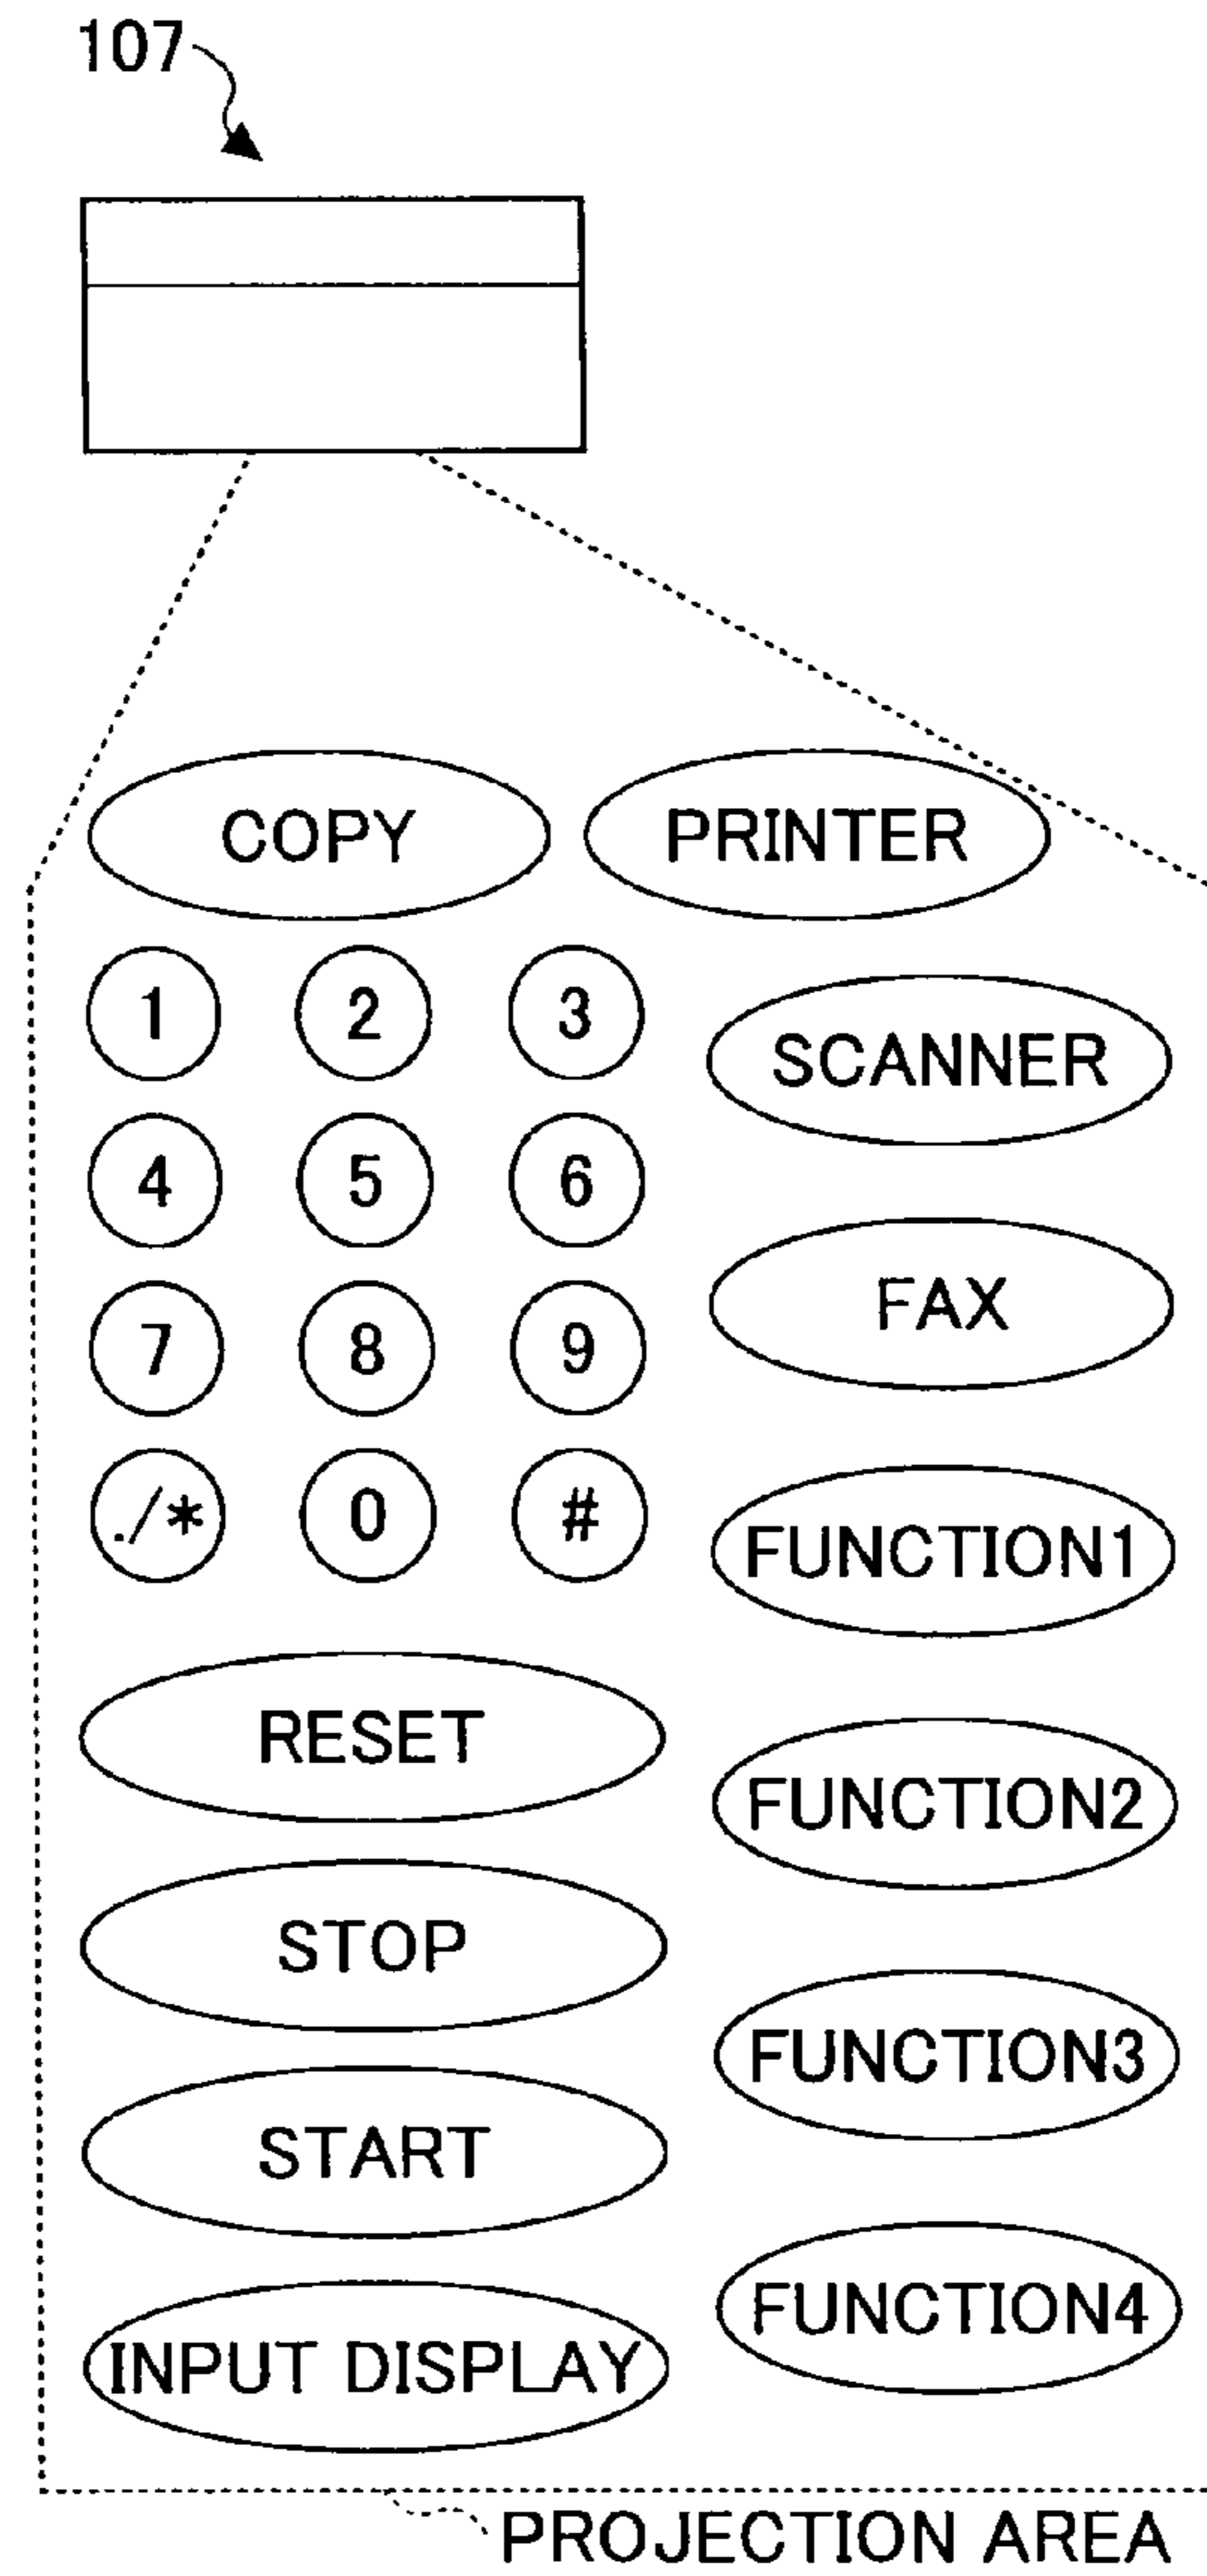 107
COPY PRINTER
1 2 3
SCANNER
4 5 6
FAX
7 8 9
./* 0 #
FUNCTION1
RESET
FUNCTION2
STOP
FUNCTION3
START
FUNCTION4
INPUT DISPLAY
PROJECTION AREA